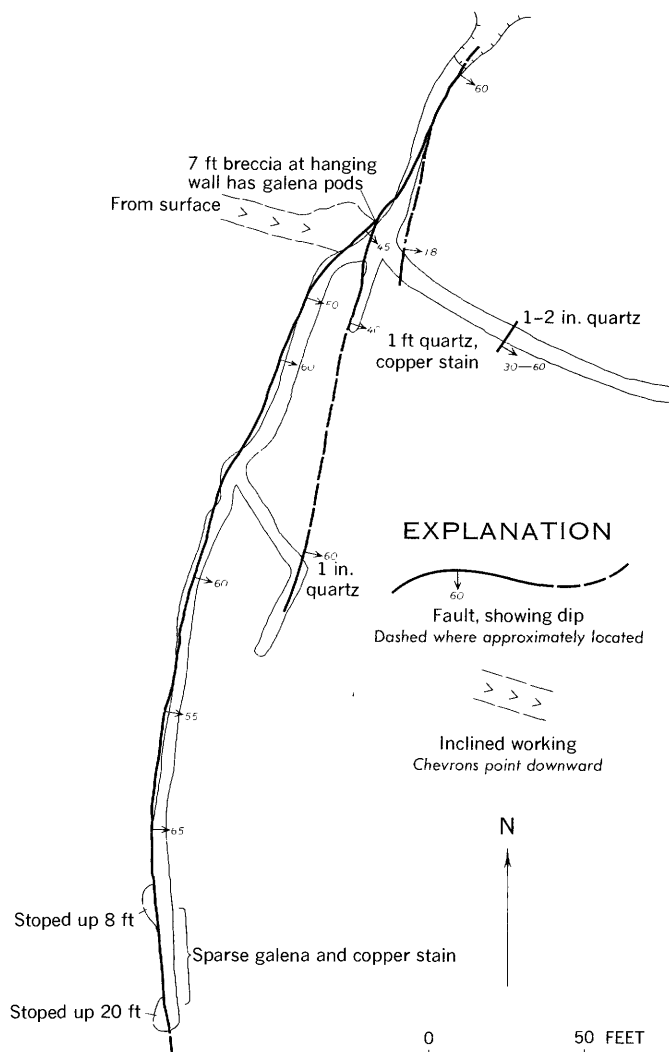 60
7 ft breccia at hanging
wall has galena pods
From surface
45
18
50
1-2 in. quartz
1 ft quartz,
copper stain
30-60
60
EXPLANATION
60
1 in.
quartz
60
60
Fault, showing dip
Dashed where approximately located
55
Inclined working
Chevrons point downward
N
65
Stoped up 8 ft
Sparse galena and copper stain
Stoped up 20 ft
0
50 FEET